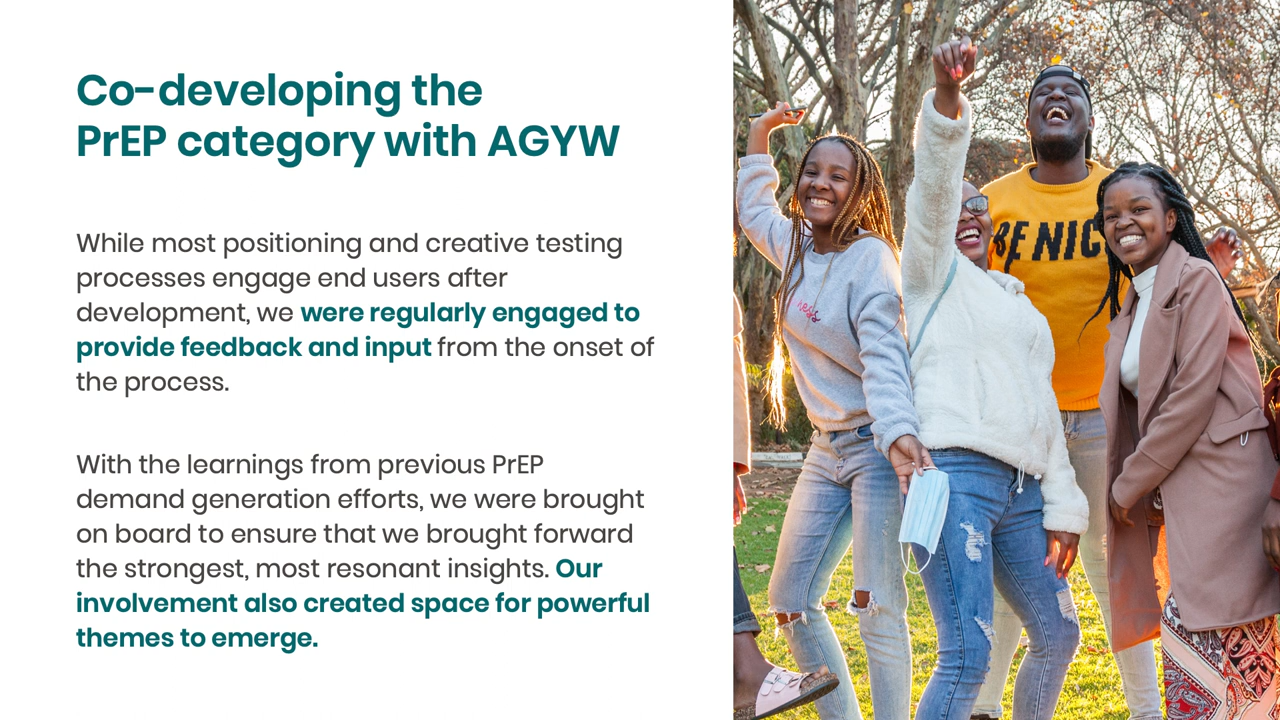 Co-developing the
PrEP category with AGYW
While most positioning and creative testing
processes engage end users after
development, we were regularly engaged to
provide feedback and input from the onset of
the process.
With the learnings from previous PrEP
demand generation efforts, we were brought
on board to ensure that we brought forward
the strongest, most resonant insights. Our
involvement also created space for powerful
themes to emerge.
BE NIC